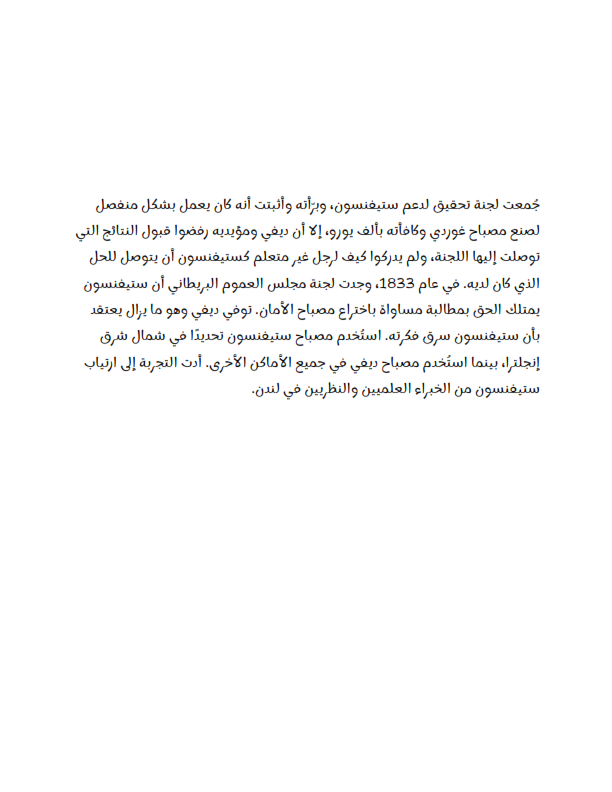 جُمعت لجنة تحقيق لدعم ستيفنسون، وبرّأته وأثبتت أنه كان يعمل بشكل منفصل
لصنع مصباح غوردي وكافأته بألف يورو، إلا أن ديفي ومؤيديه رفضوا قبول النتائج التي
توصلت إليها اللجنة، ولم يدركوا كيف لرجل غير متعلم كستيفنسون أن يتوصل للحل
الذي كان لديه. في عام 1833، وجدت لجنة مجلس العموم البريطاني أن ستيفنسون
يمتلك الحق بمطالبة مساواة باختراع مصباح الأمان. توفي ديفي وهو ما يزال يعتقد
بأن ستيفنسون سرق فكرته. استُخدم مصباح ستيفنسون تحديدًا في شمال شرق
إنجلترا، بينما استُخدم مصباح ديفي في جميع الأماكن الأخرى. أدت التجربة إلى ارتياب
ستيفنسون من الخبراء العلميين والنظريين في لندن.